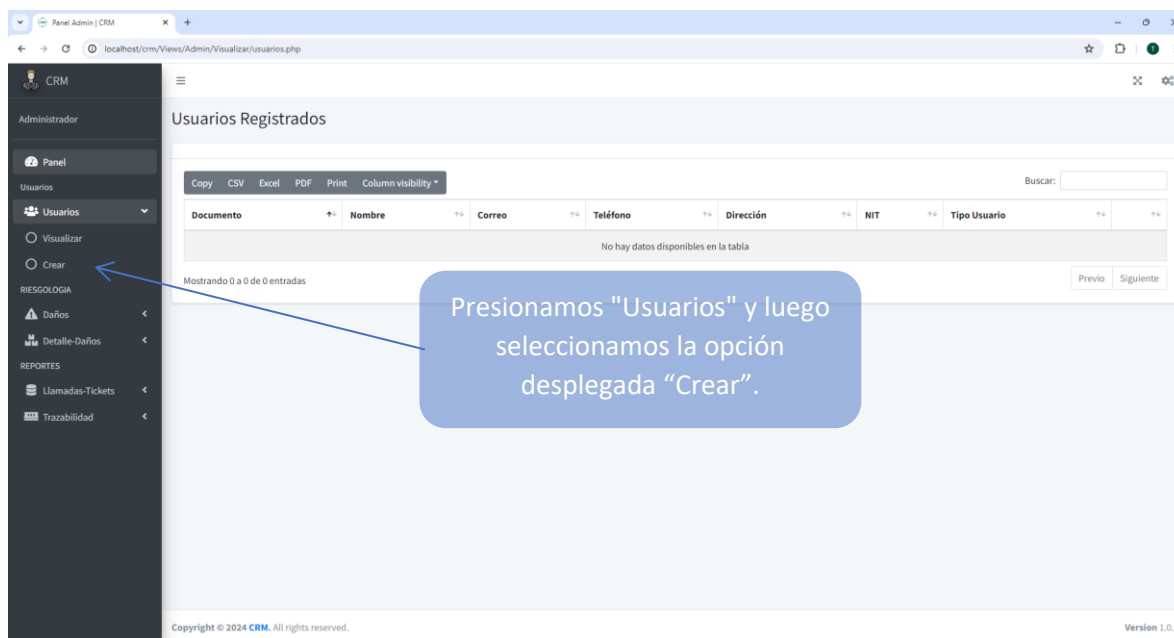 Panel Admin | CRM
localhost/crm/Views/Admin/Visualizar/usuarios.php
CRM
Administrador
Usuarios Registrados
Panel
Usuarios
Usuarios
Visualizar
Crear
RIESGOLOGIA
Daños
Detalle-Daños
REPORTES
Llamadas-Tickets
Trazabilidad
Copy CSV Excel PDF Print Column visibility
Buscar:
Documento Nombre Correo Teléfono Dirección NIT Tipo Usuario
No hay datos disponibles en la tabla
Mostrando 0 a 0 de 0 entradas
Previo Siguiente
Presionamos "Usuarios" y luego
seleccionamos la opción
desplegada “Crear”.
Copyright © 2024 CRM. All rights reserved.
Version 1.0.